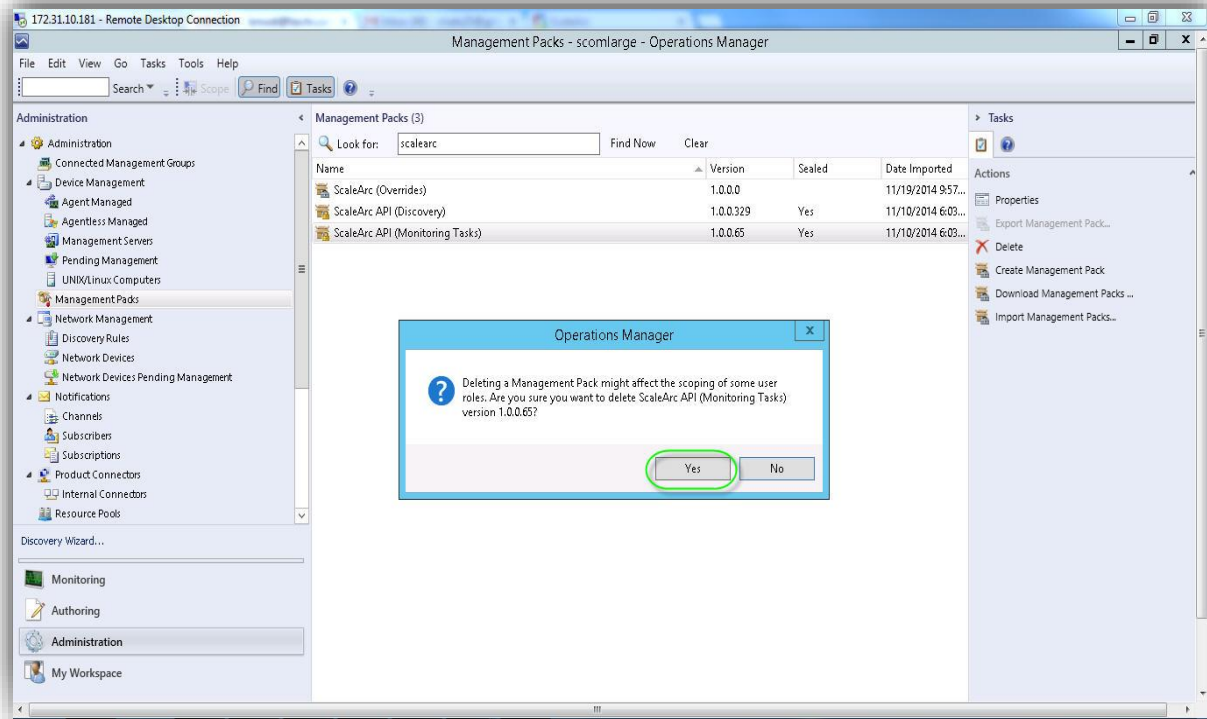 172.31.10.181 - Remote Desktop Connection
Management Packs - scomlarge - Operations Manager
File Edit View Go Tasks Tools Help
Search Scope Find Tasks
Administration
Administration
Connected Management Groups
Device Management
Agent Managed
Agentless Managed
Management Servers
Pending Management
UNIX/Linux Computers
Management Packs
Network Management
Discovery Rules
Network Devices
Network Devices Pending Management
Notifications
Channels
Subscribers
Subscriptions
Product Connectors
Internal Connectors
Resource Pools
Discovery Wizard...
Monitoring
Authoring
Administration
My Workspace
Management Packs (3)
Look for: scalearc Find Now Clear
Name Version Sealed Date Imported
ScaleArc (Overrides) 1.0.0.0 11/19/2014 9:57...
ScaleArc API (Discovery) 1.0.0.329 Yes 11/10/2014 6:03...
ScaleArc API (Monitoring Tasks) 1.0.0.65 Yes 11/10/2014 6:03...
Operations Manager
Deleting a Management Pack might affect the scoping of some user
roles. Are you sure you want to delete ScaleArc API (Monitoring Tasks)
version 1.0.0.65?
Yes No
Tasks
Actions
Properties
Export Management Pack...
Delete
Create Management Pack
Download Management Packs ...
Import Management Packs...